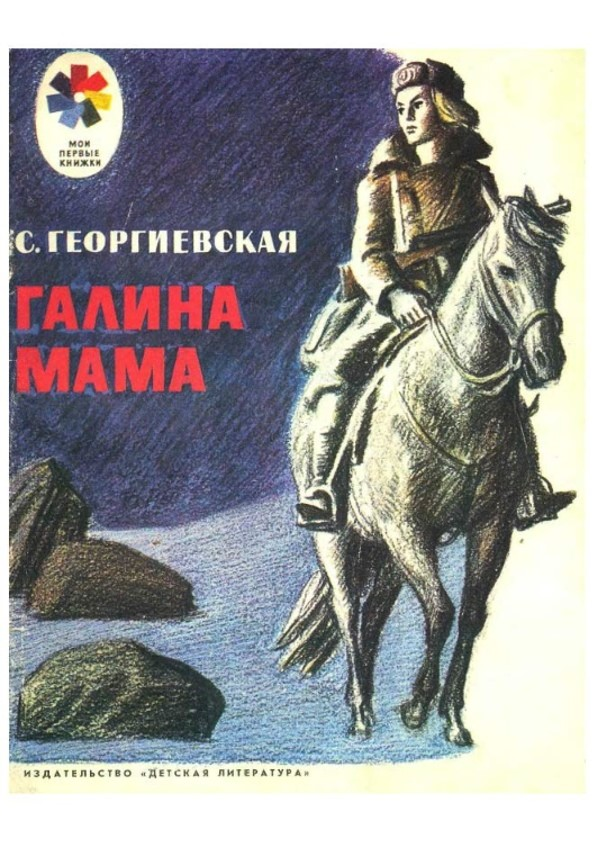 МОИ
ПЕРВЫЕ
КНИЖКИ
С. ГЕОРГИЕВСКАЯ
ГАЛИНА
МАМА
ИЗДАТЕЛЬСТВО «ДЕТСКАЯ ЛИТЕРАТУРА»